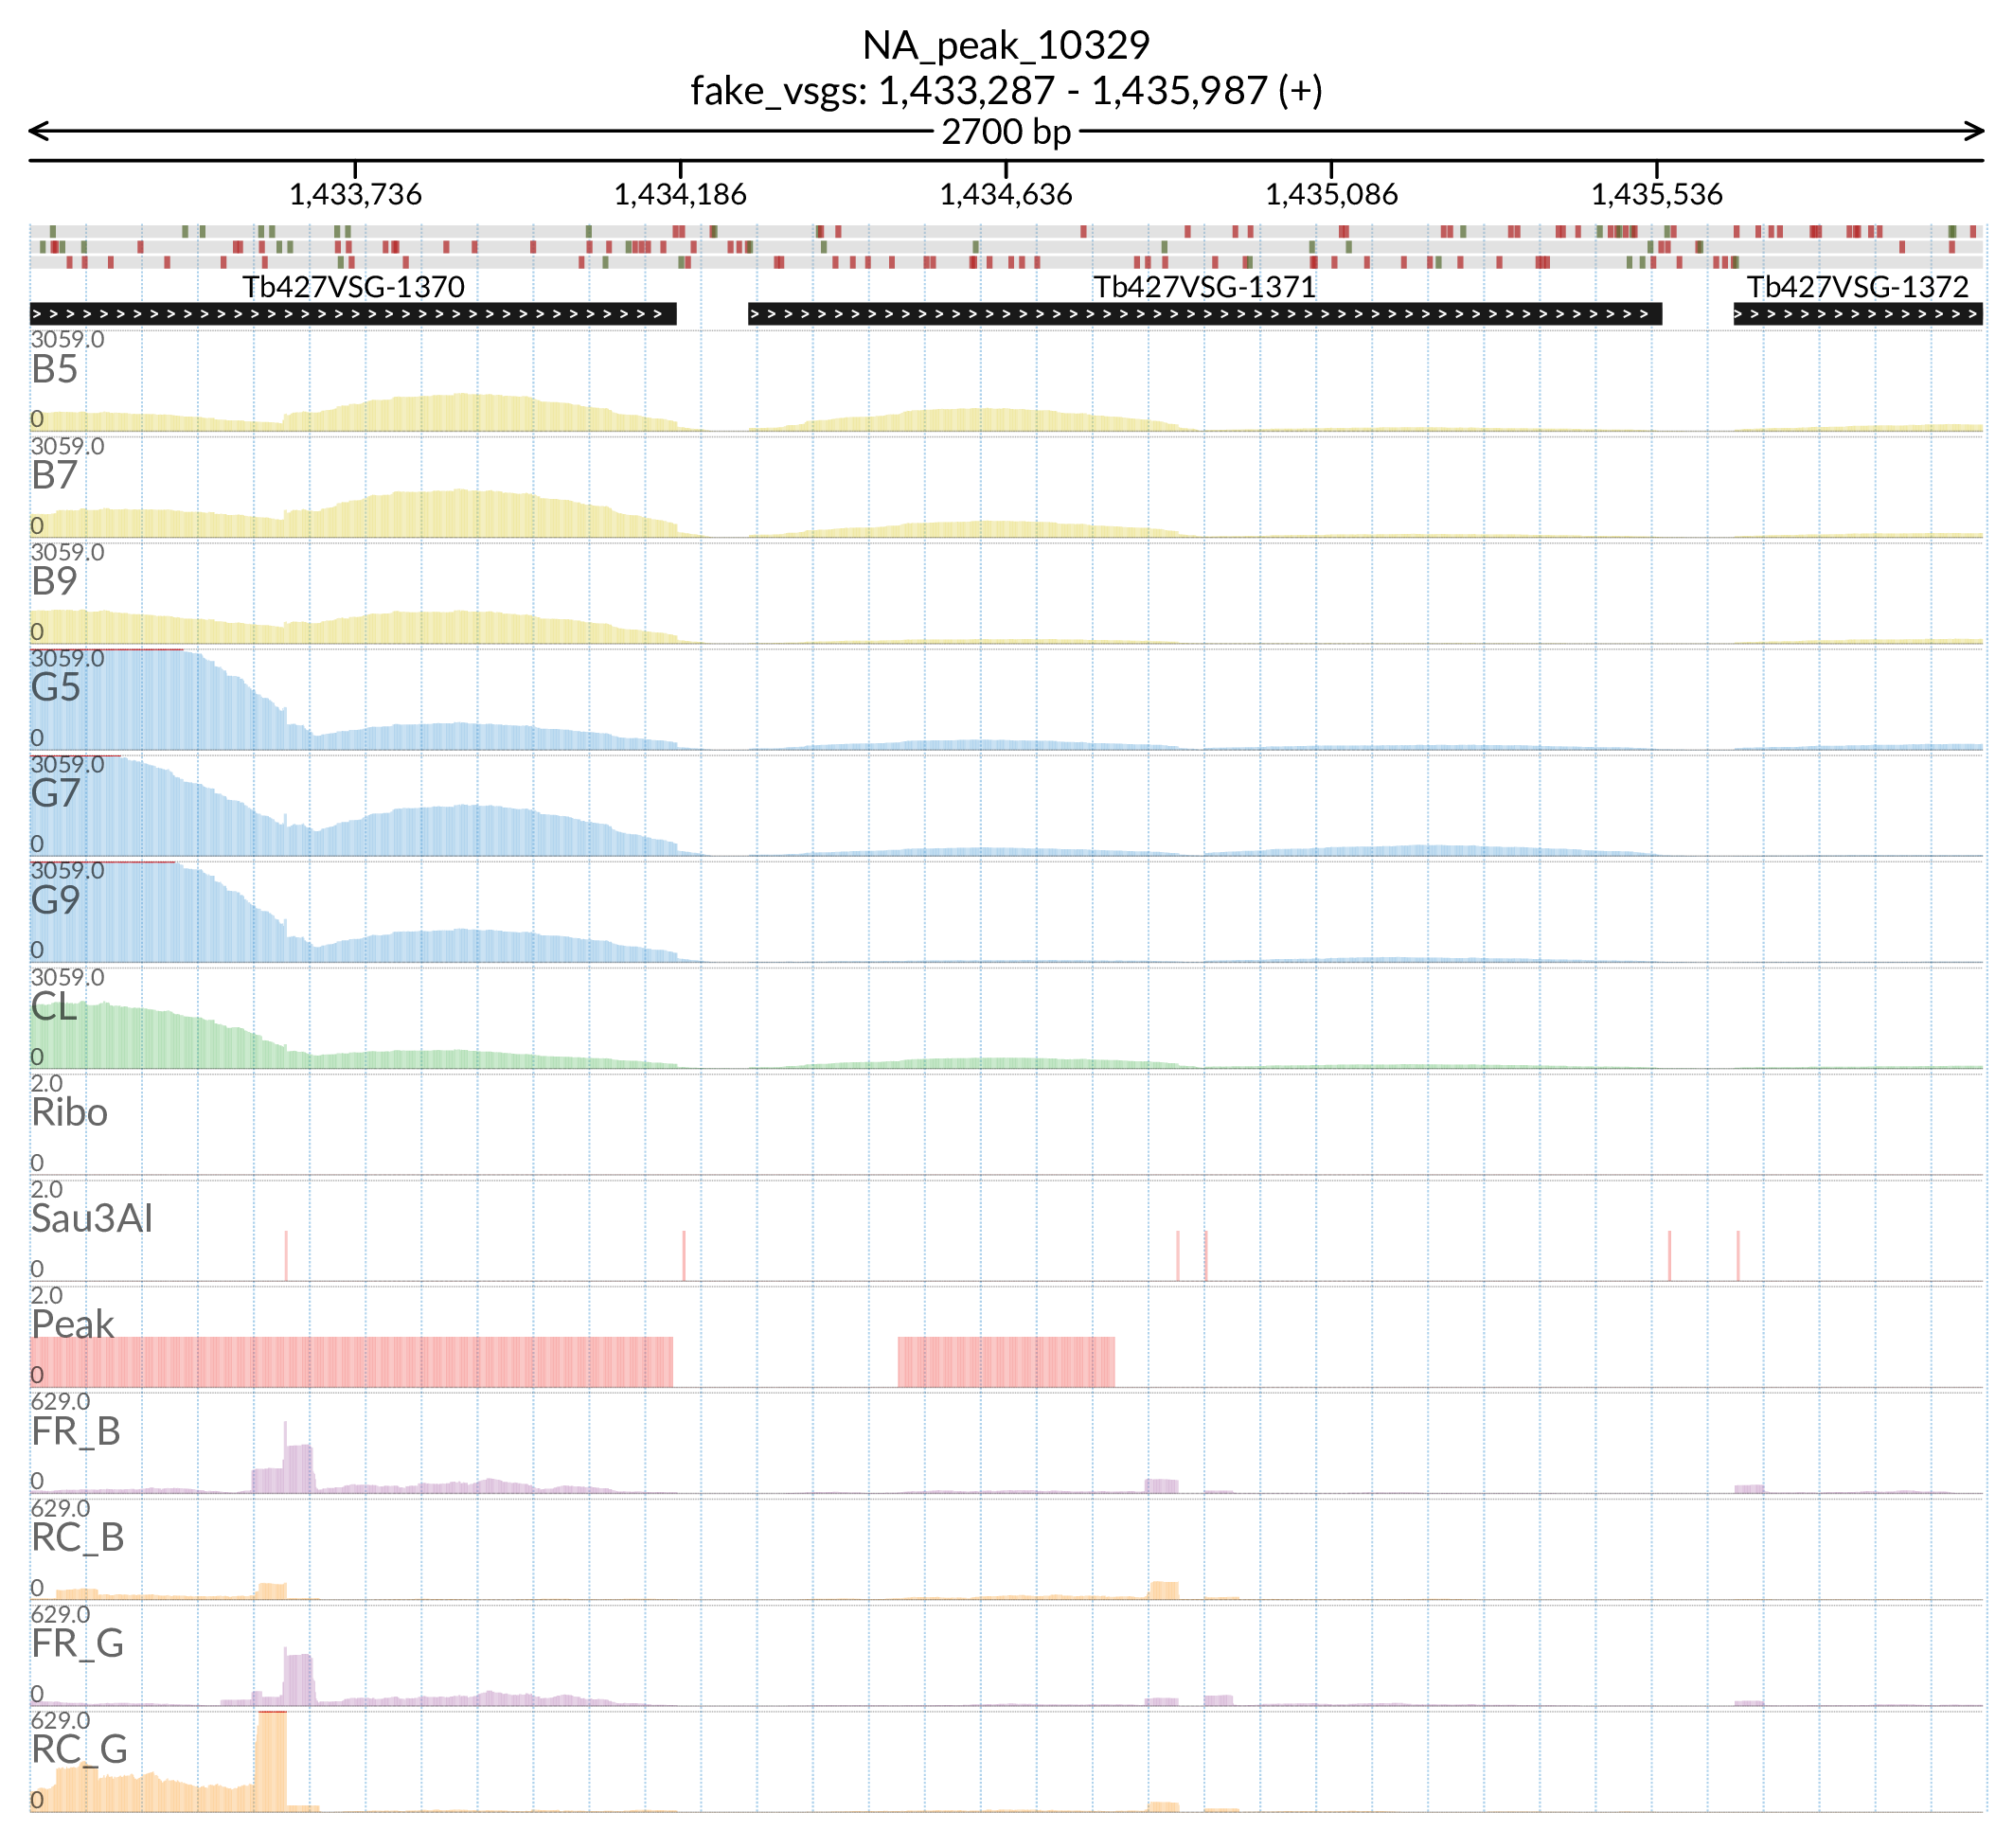 NA_peak_10329
fake_vsgs: 1,433,287 - 1,435,987 (+)
2700 bp
1,433,736 1,434,186 1,434,636 1,435,086 1,435,536
Tb427VSG-1370 Tb427VSG-1371 Tb427VSG-1372
3059.0
B5
0
3059.0
B7
0
3059.0
B9
0
3059.0
G5
0
3059.0
G7
0
3059.0
G9
0
3059.0
CL
0
2.0
Ribo
0
2.0
Sau3AI
0
2.0
Peak
0
629.0
FR_B
0
629.0
RC_B
0
629.0
FR_G
0
629.0
RC_G
0